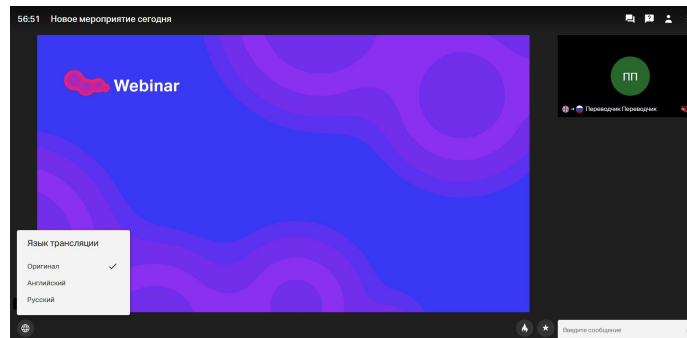 56:51 Новое мероприятие сегодня
Webinar
ПП
Переводчик Переводчик
Язык трансляции
Оригинал
Английский
Русский
Введите сообщение